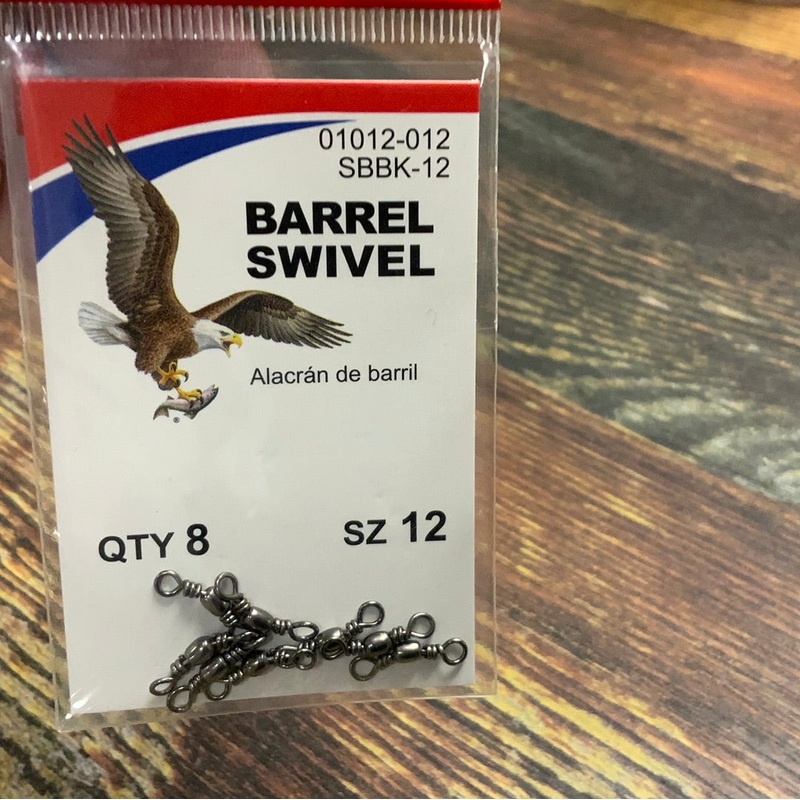 01012-012
SBBK-12
BARREL
SWIVEL
Alacrán de barril
®
QTY 8
SZ 12